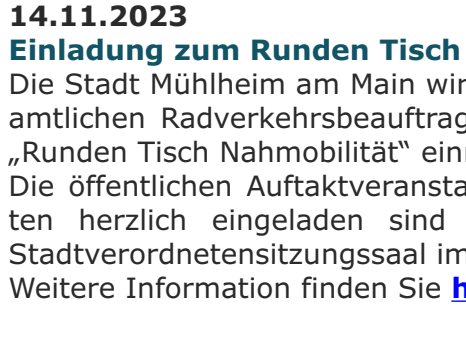 14.11.2023
Einladung zum Runden Tisch
Die Stadt Mühlheim am Main wir
amtlichen Radverkehrsbeauftrag
„Runden Tisch Nahmobilität“ ein
Die öffentlichen Auftaktveransta
ten herzlich eingeladen sind
Stadtverordnetensitzungssaal im
Weitere Information finden Sie h